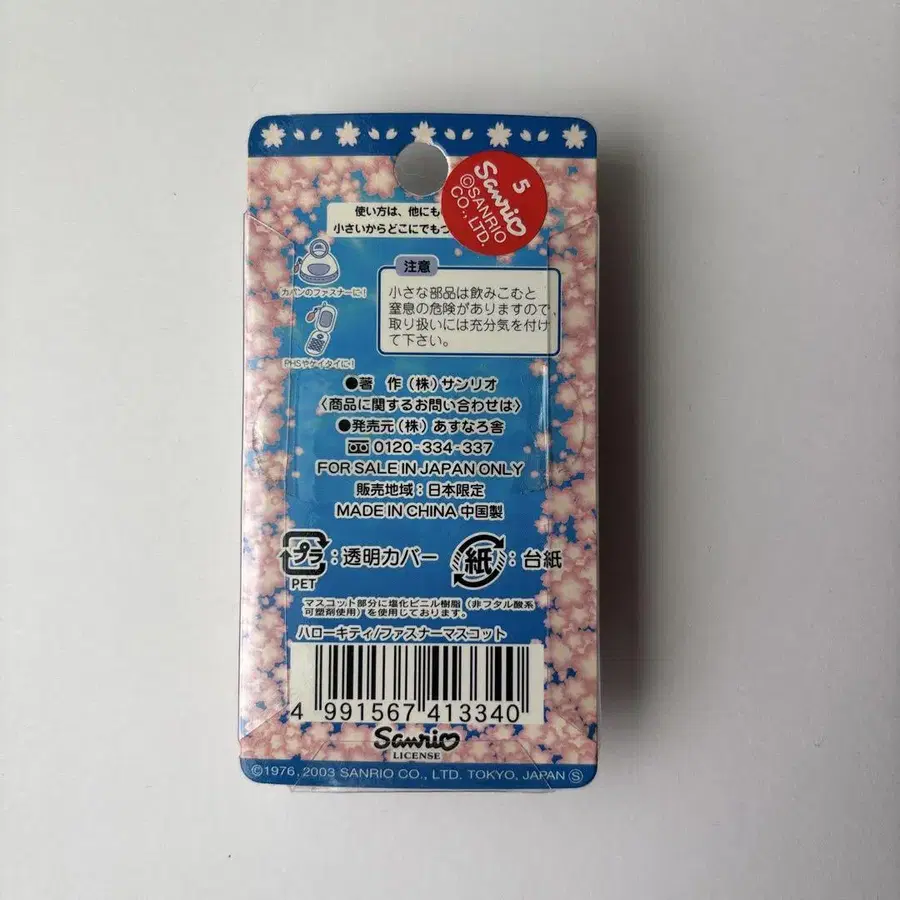 5
Sanrio
©SANRIO
CO., LTD.
使い方は、他にも
小さいからどこにでもつ
カバンのファスナーに!
PHSやケイタイに!
注意
小さな部品は飲みこむと
窒息の危険がありますので、
取り扱いには充分気を付け
て下さい。
●著 作(株)サンリオ
〈商品に関するお問い合わせは〉
●発売元(株)あすなろ舎
0120-334-337
FOR SALE IN JAPAN ONLY
販売地域:日本限定
MADE IN CHINA 中国製
プラ:透明カバー
PET
紙:台紙
マスコット部分に塩化ビニル樹脂(非フタル酸系
可塑剤使用)を使用しております。
ハローキティ/ファスナーマスコット
4 991567 413340
Sanrio
LICENSE
©1976, 2003 SANRIO CO., LTD. TOKYO, JAPAN Ⓢ